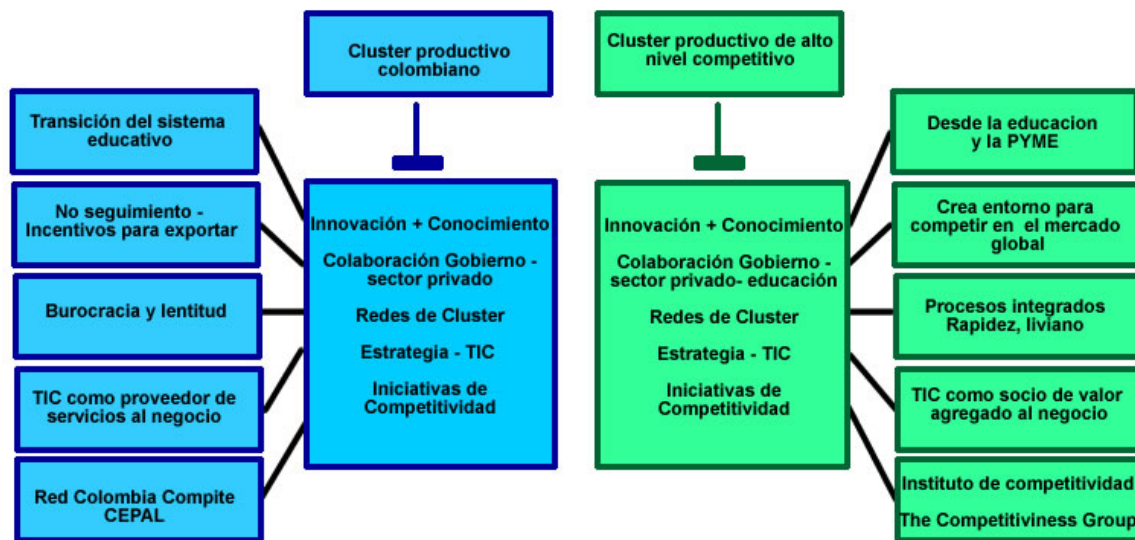 Cluster productivo
colombiano
Cluster productivo de alto
nivel competitivo
Transición del sistema
educativo
No seguimiento -
Incentivos para exportar
Burocracia y lentitud
TIC como proveedor de
servicios al negocio
Red Colombia Compite
CEPAL
Innovación + Conocimiento
Colaboración Gobierno -
sector privado
Redes de Cluster
Estrategia - TIC
Iniciativas de
Competitividad
Innovación + Conocimiento
Colaboración Gobierno -
sector privado- educación
Redes de Cluster
Estrategia - TIC
Iniciativas de
Competitividad
Desde la educacion
y la PYME
Crea entorno para
competir en el mercado
global
Procesos integrados
Rapidez, liviano
TIC como socio de valor
agregado al negocio
Instituto de competitividad
The Competitiviness Group